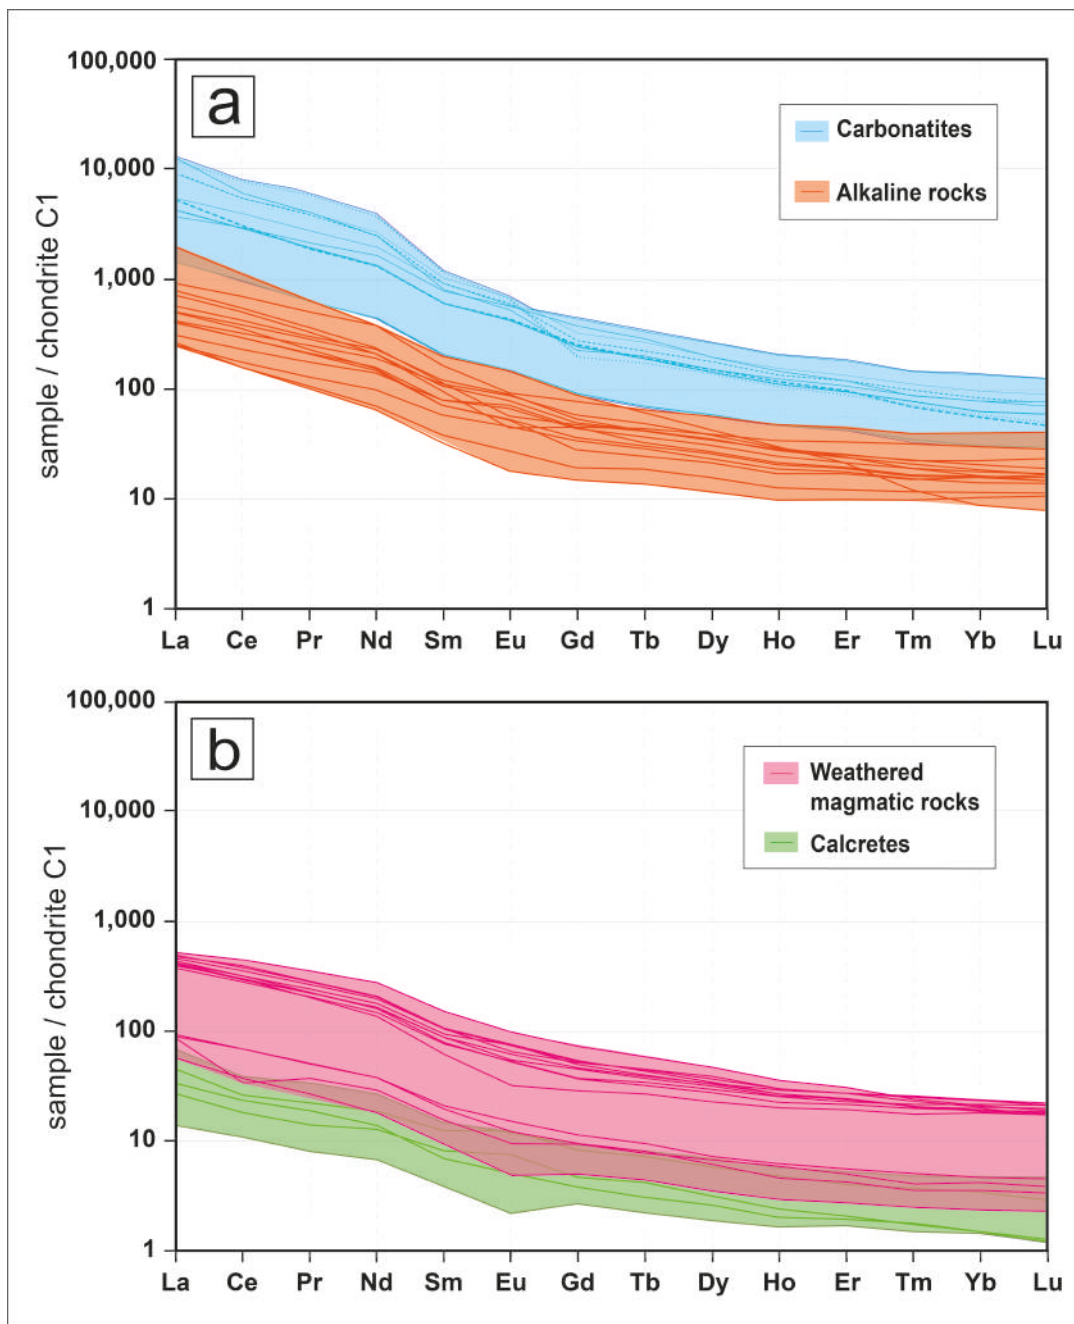 100,000
a
Carbonatites
10,000
Alkaline rocks
sample / chondrite C1
1,000
100
10
1
La Ce Pr Nd Sm Eu Gd Tb Dy Ho Er Tm Yb Lu
100,000
b
Weathered
magmatic rocks
10,000
Calcretes
sample / chondrite C1
1,000
100
10
1
La Ce Pr Nd Sm Eu Gd Tb Dy Ho Er Tm Yb Lu